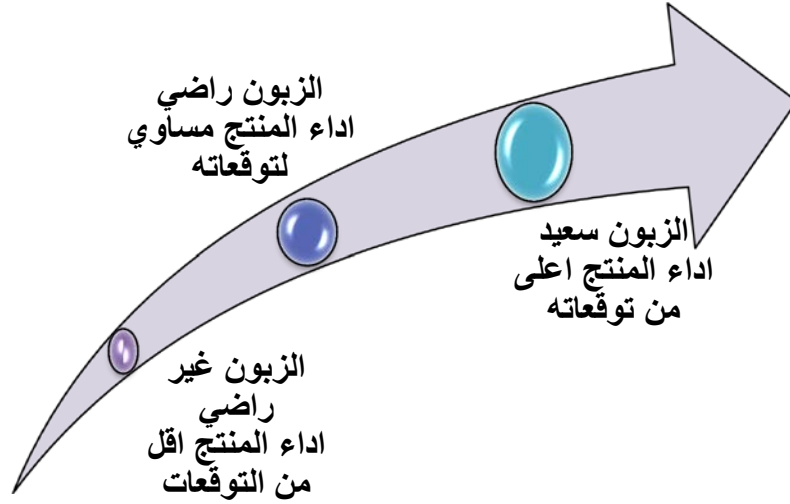 الزبون راضي
اداء المنتج مساوي
لتوقعاته
الزبون سعيد
اداء المنتج اعلى
من توقعاته
الزبون غير
راضي
اداء المنتج اقل
من التوقعات